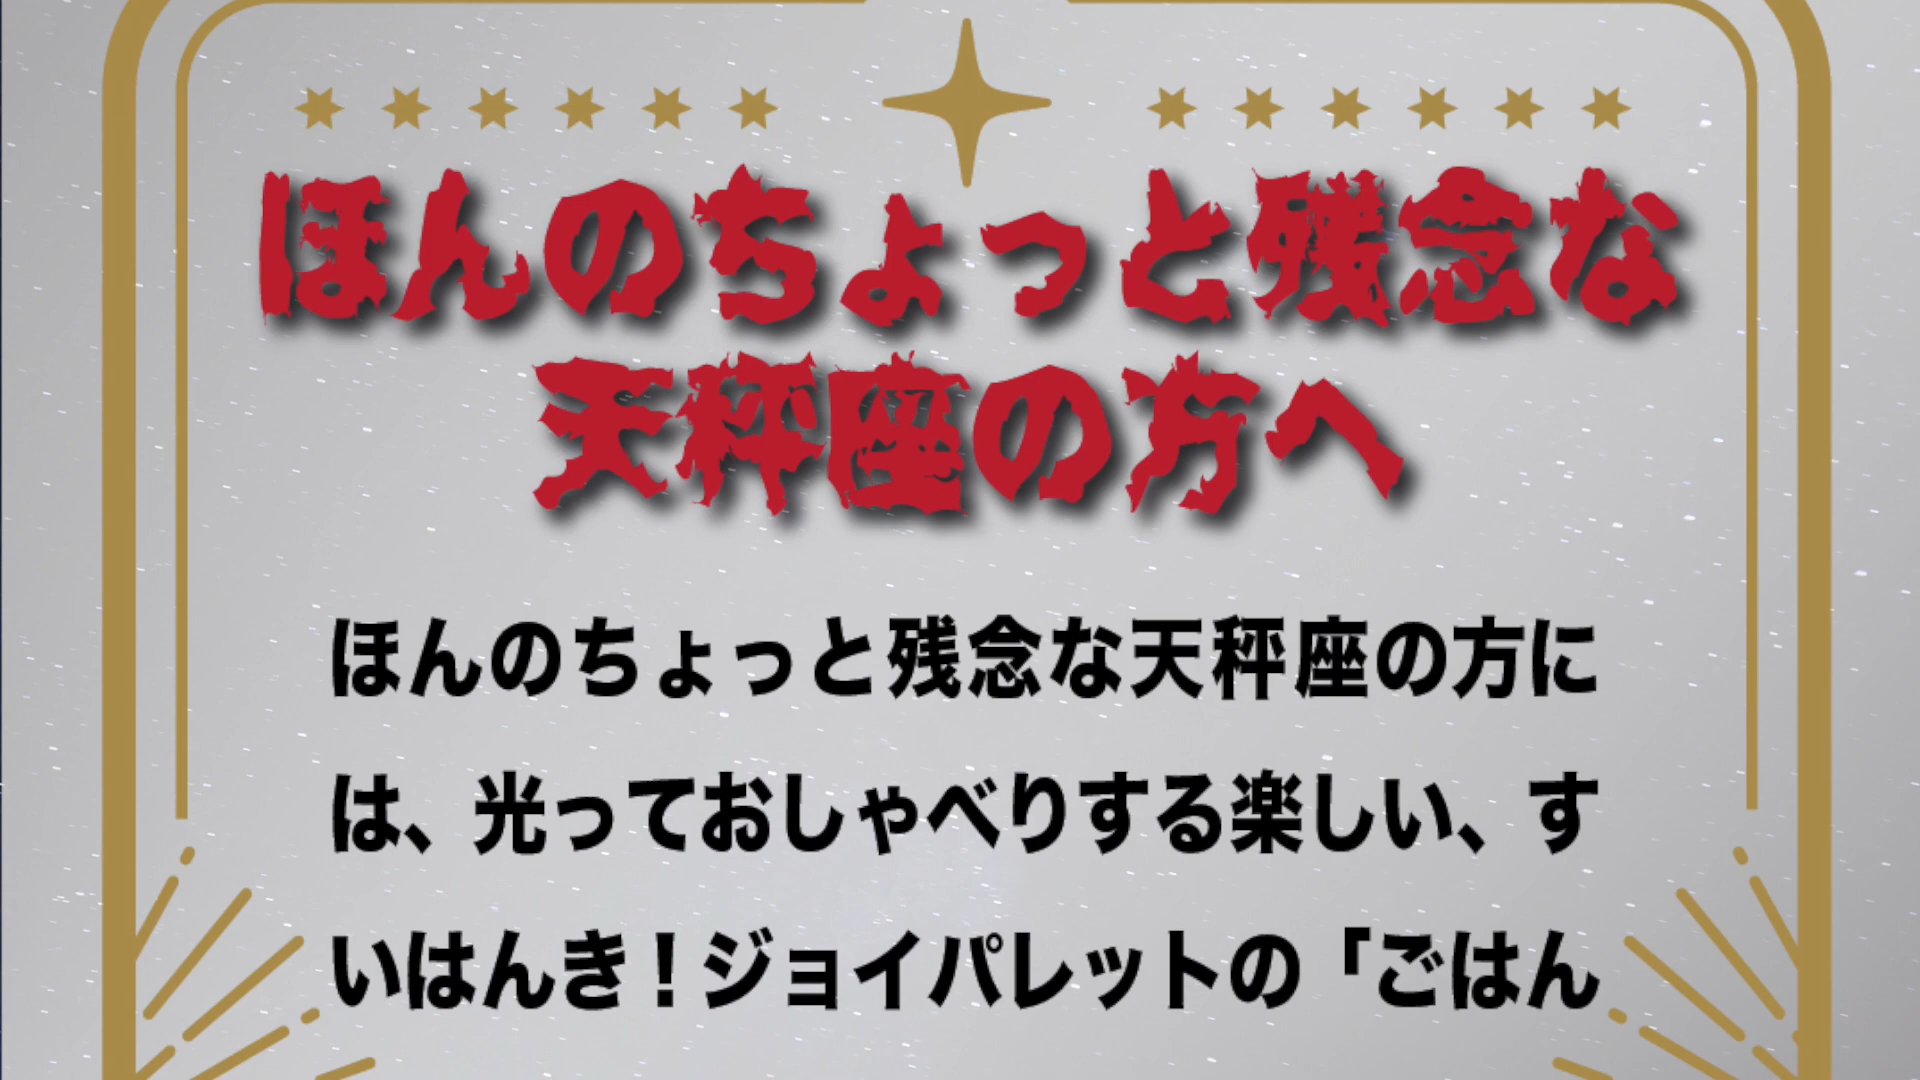 ほんのちょっと残念な
天秤座の方へ
ほんのちょっと残念な天秤座の方に
は、光っておしゃべりする楽しい、す
いはんき！ジョイパレットの「ごはん